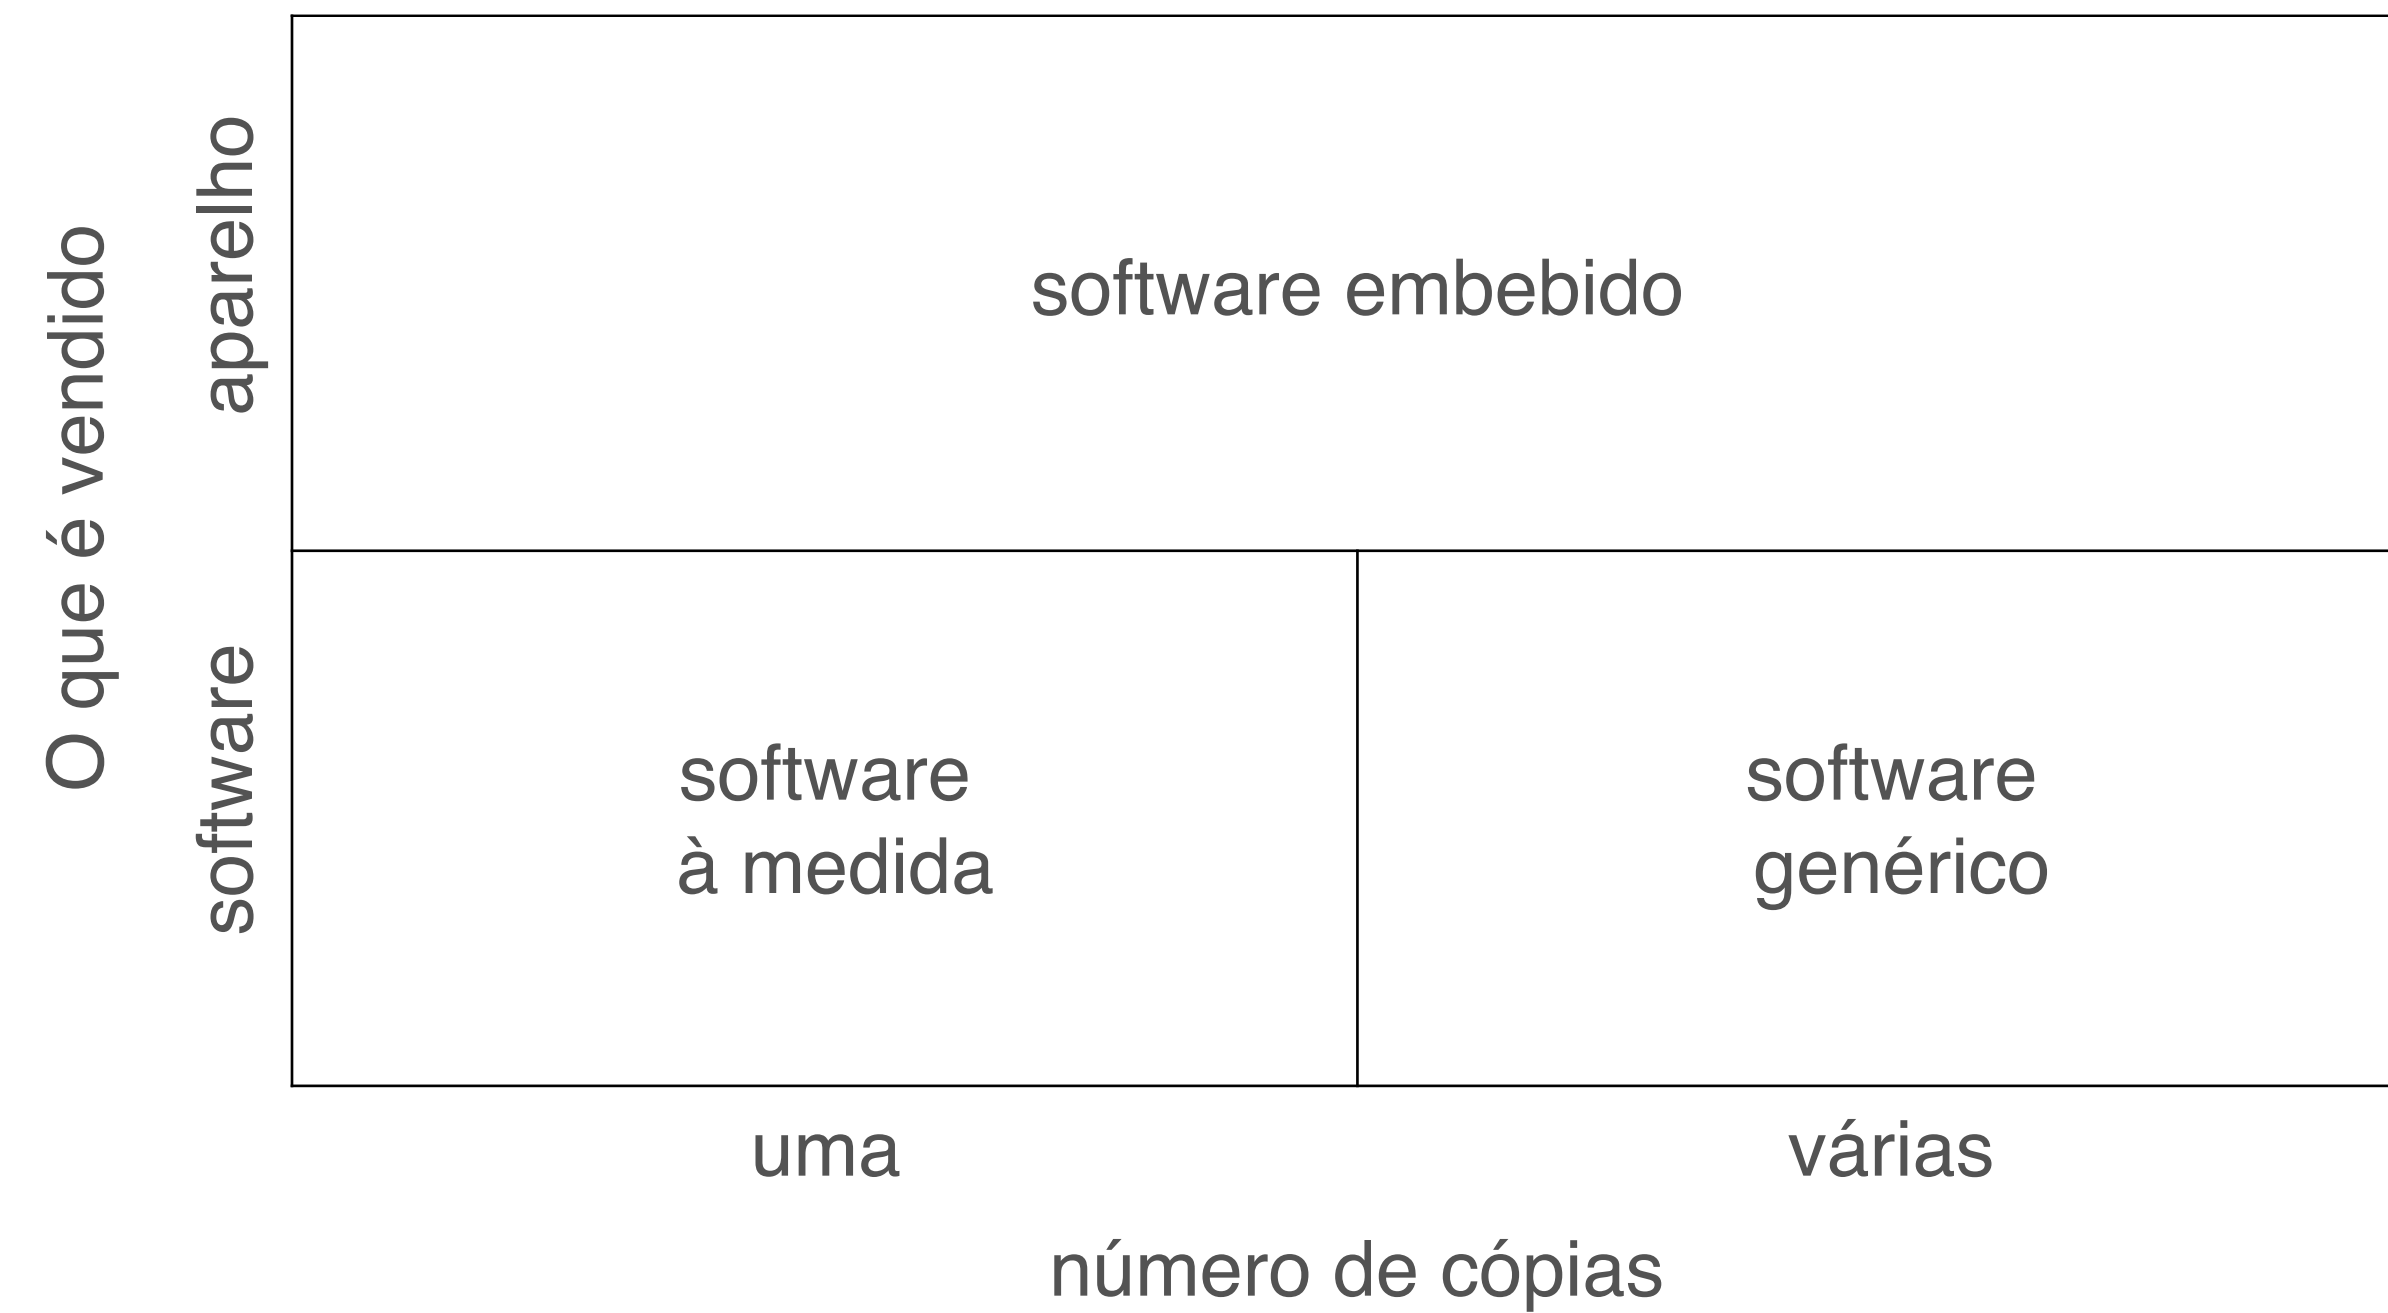 O que é vendido
aparelho
software embebido
software
software
à medida
software
genérico
uma
várias
número de cópias